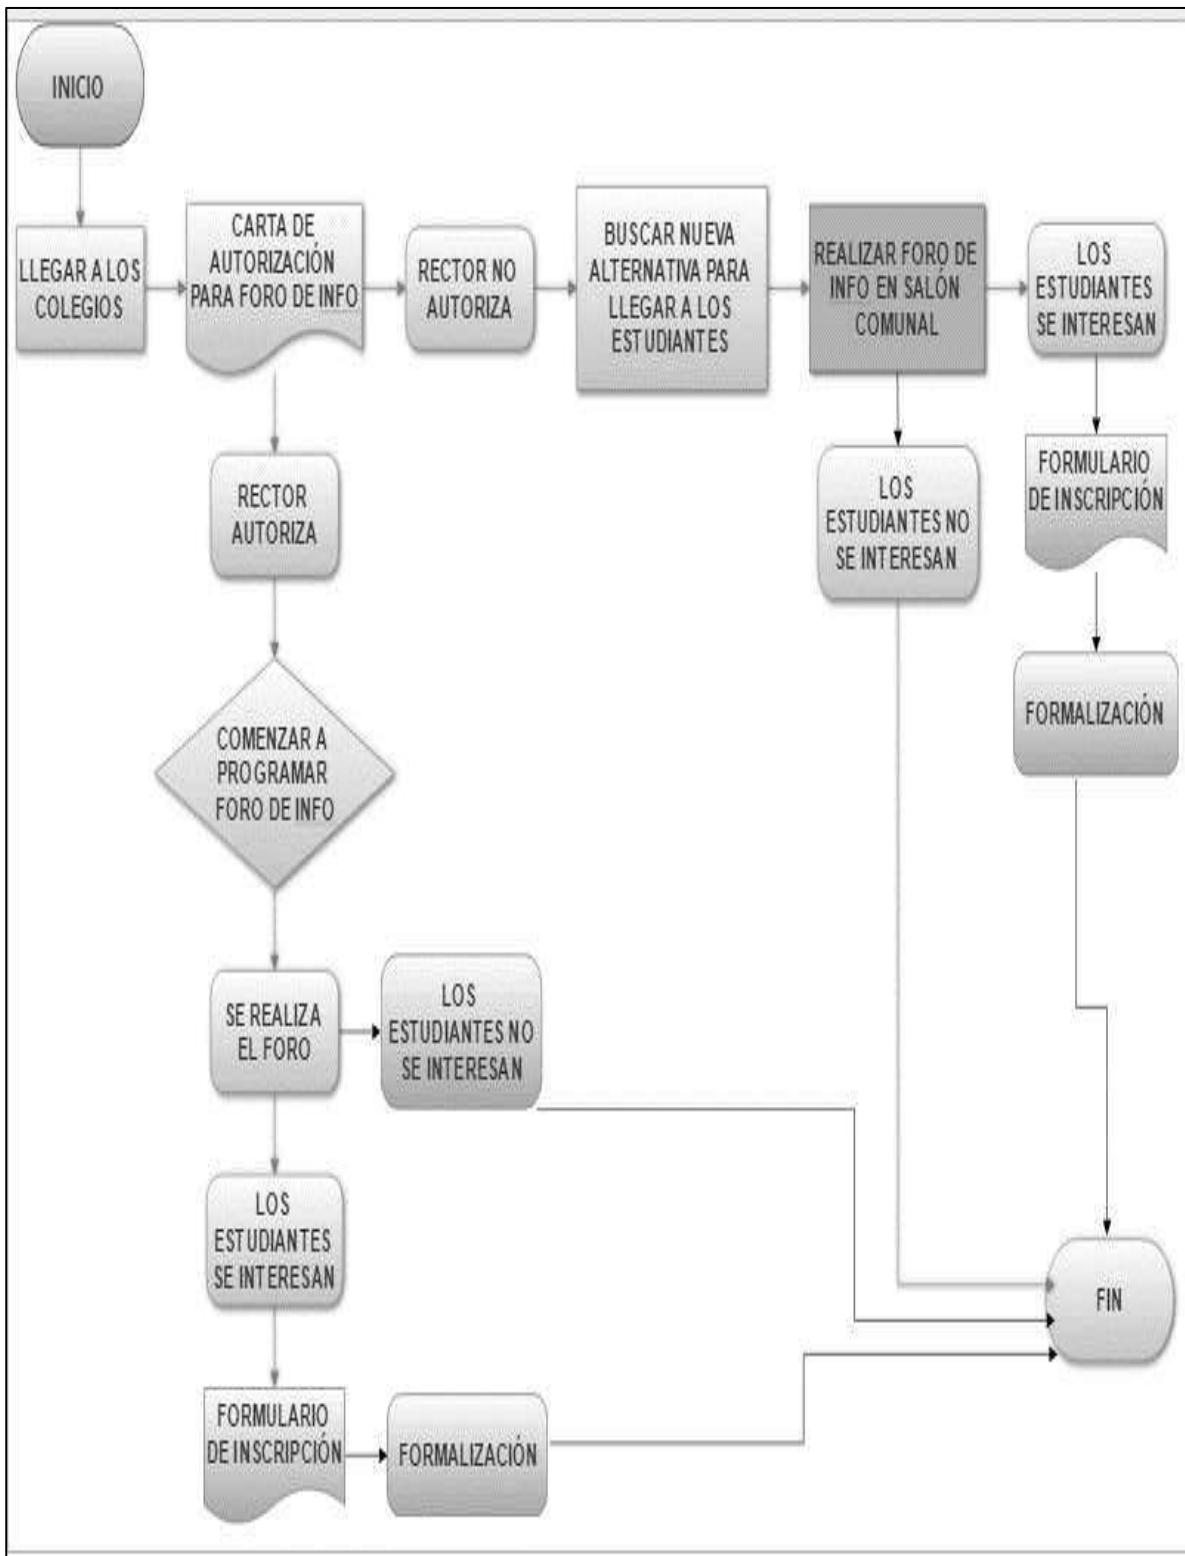 INICIO
LLEGAR A LOS
COLEGIOS
CARTA DE
AUTORIZACIÓN
PARA FORO DE INFO
RECTOR NO
AUTORIZA
BUSCAR NUEVA
ALTERNATIVA PARA
LLEGAR A LOS
ESTUDIANTES
REALIZAR FORO DE
INFO EN SALÓN
COMUNAL
LOS
ESTUDIANTES
SE INTERESAN
RECTOR
AUTORIZA
LOS
ESTUDIANTES NO
SE INTERESAN
FORMULARIO
DE INSCRIPCIÓN
FORMALIZACIÓN
COMENZAR A
PROGRAMAR
FORO DE INFO
SE REALIZA
EL FORO
LOS
ESTUDIANTES NO
SE INTERESAN
LOS
ESTUDIANTES
SE INTERESAN
FIN
FORMULARIO
DE INSCRIPCIÓN
FORMALIZACIÓN